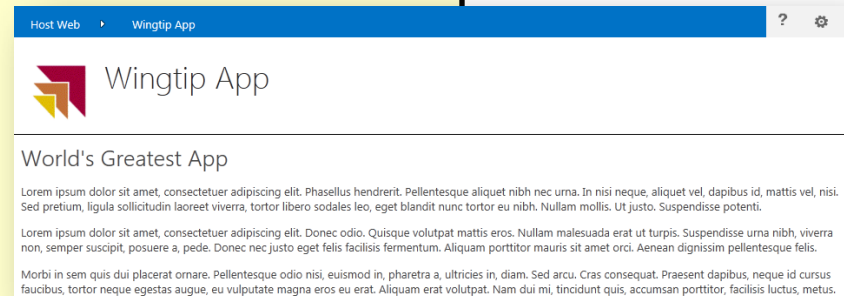 Host Web Wingtip App ?
Wingtip App
World's Greatest App
Lorem ipsum dolor sit amet, consectetuer adipiscing elit. Phasellus hendrerit. Pellentesque aliquet nibh nec urna. In nisi neque, aliquet vel, dapibus id, mattis vel, nisi.
Sed pretium, ligula sollicitudin laoreet viverra, tortor libero sodales leo, eget blandit nunc tortor eu nibh. Nullam mollis. Ut justo. Suspendisse potenti.
Lorem ipsum dolor sit amet, consectetuer adipiscing elit. Donec odio. Quisque volutpat mattis eros. Nullam malesuada erat ut turpis. Suspendisse urna nibh, viverra
non, semper suscipit, posuere a, pede. Donec nec justo eget felis facilisis fermentum. Aliquam porttitor mauris sit amet orci. Aenean dignissim pellentesque felis.
Morbi in sem quis dui placerat ornare. Pellentesque odio nisi, euismod in, pharetra a, ultricies in, diam. Sed arcu. Cras consequat. Praesent dapibus, neque id cursus
faucibus, tortor neque egestas augue, eu vulputate magna eros eu erat. Aliquam erat volutpat. Nam dui mi, tincidunt quis, accumsan porttitor, facilisis luctus, metus.